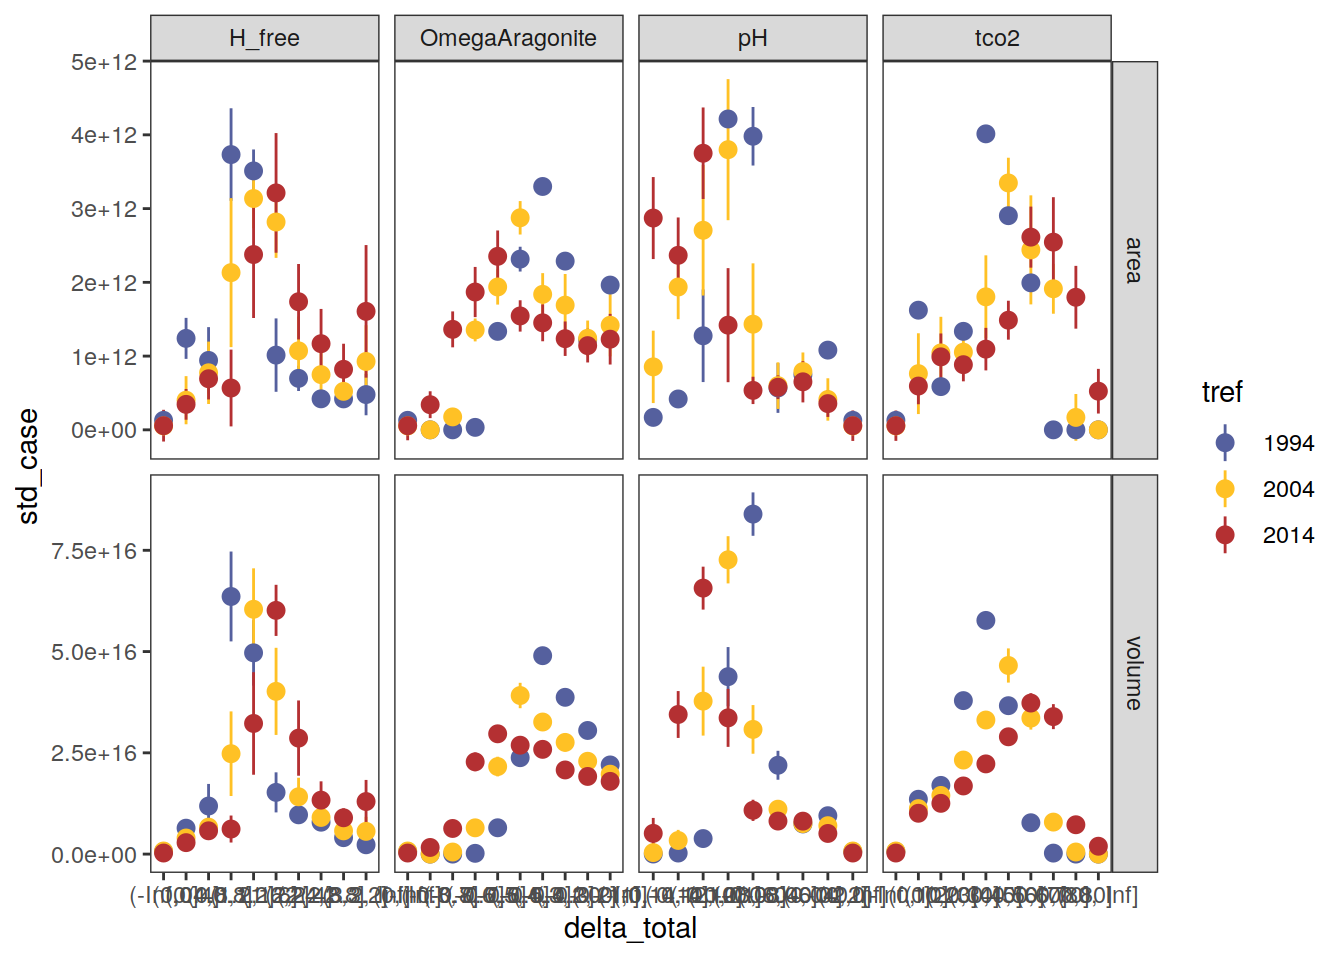 H_free
OmegaAragonite
pH
tco2
5e+12
4e+12
3e+12
2e+12
1e+12
0e+00
area
7.5e+16
5.0e+16
2.5e+16
0.0e+00
volume
std_case
delta_total
tref
1994
2004
2014